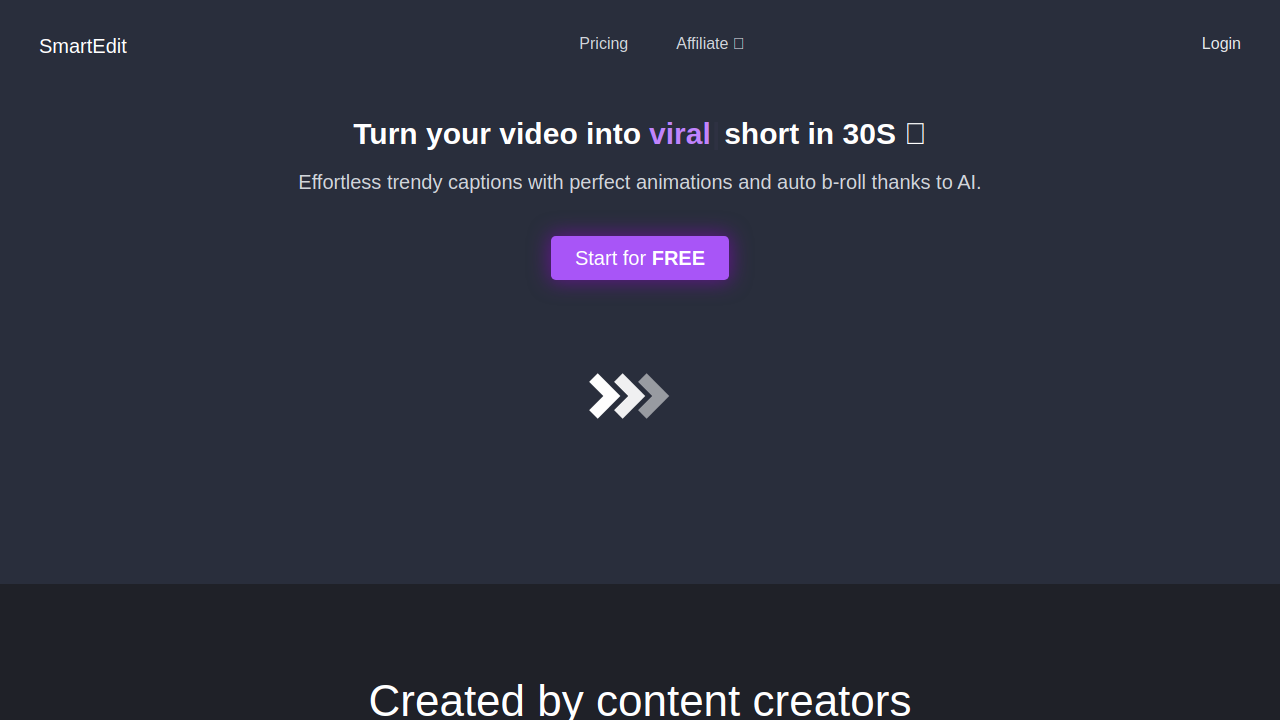 SmartEdit
Pricing
Affiliate
Login
Turn your video into viral short in 30S
Effortless trendy captions with perfect animations and auto b-roll thanks to AI.
Start for FREE
Created by content creators